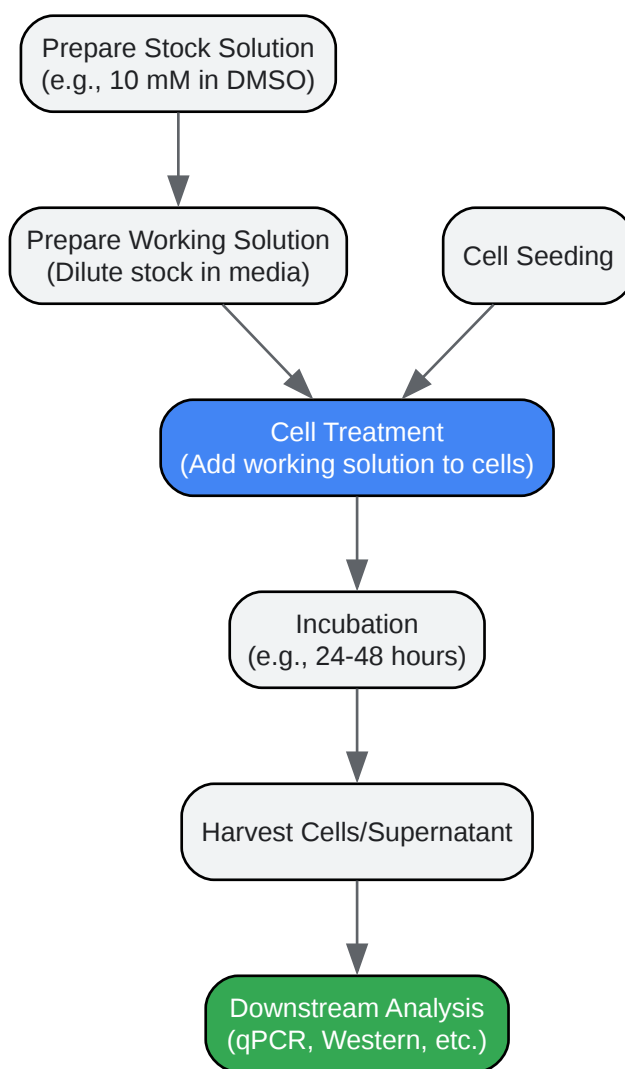 Prepare Stock Solution
(e.g., 10 mM in DMSO)
Prepare Working Solution
(Dilute stock in media)
Cell Seeding
Cell Treatment
(Add working solution to cells)
Incubation
(e.g., 24-48 hours)
Harvest Cells/Supernatant
Downstream Analysis
(qPCR, Western, etc.)